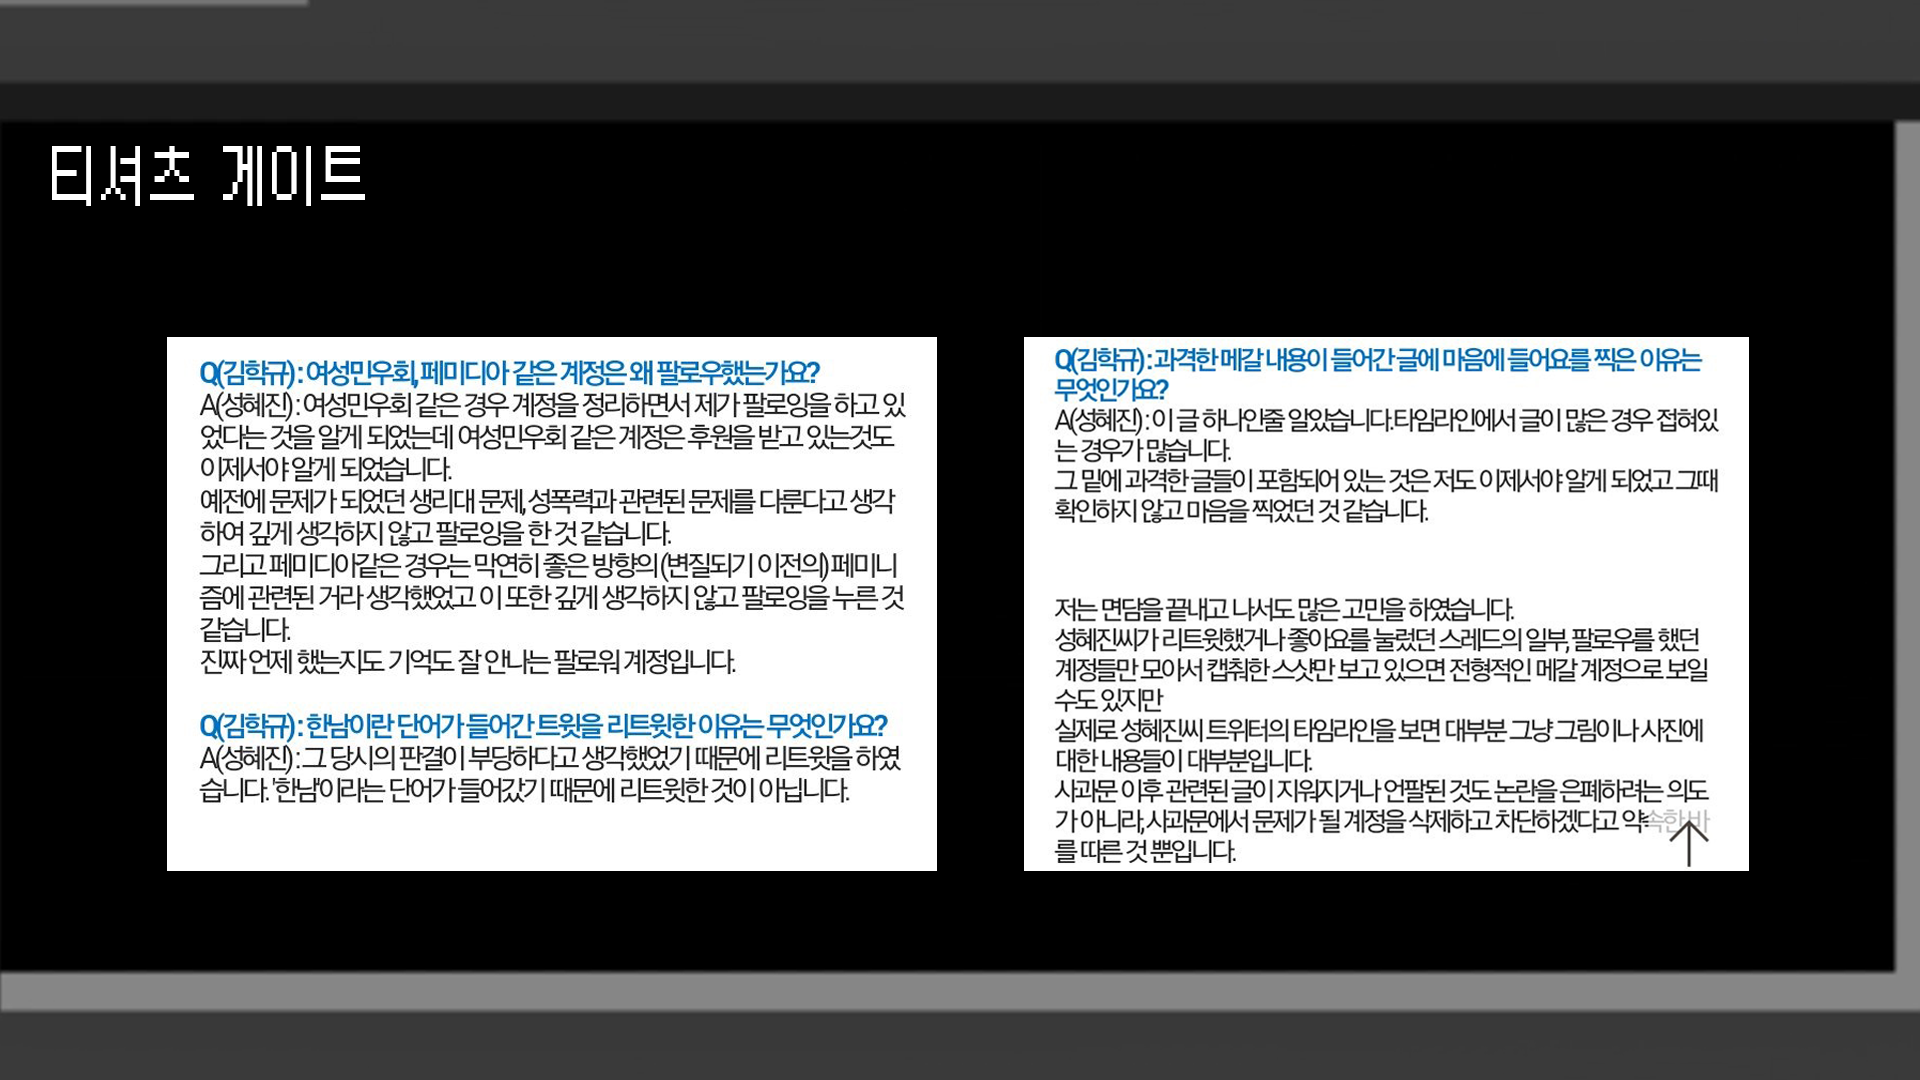 티셔츠 게이트
Q(김학규) : 여성민우회, 페미디아 같은 계정은 왜 팔로우했는가요?
A(성혜진) : 여성민우회 같은 경우 계정을 정리하면서 제가 팔로잉을 하고 있
었다는 것을 알게 되었는데 여성민우회 같은 계정은 후원을 받고 있는것도
이제서야 알게 되었습니다.
예전에 문제가 되었던 생리대 문제, 성폭력과 관련된 문제를 다룬다고 생각
하여 깊게 생각하지 않고 팔로잉을 한 것 같습니다.
그리고 페미디아같은 경우는 막연히 좋은 방향의 (변질되기 이전의) 페미니
즘에 관련된 거라 생각했었고 이 또한 깊게 생각하지 않고 팔로잉을 누른 것
같습니다.
진짜 언제 했는지도 기억도 잘 안나는 팔로워 계정입니다.
Q(김학규) : 한남이란 단어가 들어간 트윗을 리트윗한 이유는 무엇인가요?
A(성혜진) : 그 당시의 판결이 부당하다고 생각했었기 때문에 리트윗을 하였
습니다. '한남'이라는 단어가 들어갔기 때문에 리트윗한 것이 아닙니다.
Q(김학규) : 과격한 메갈 내용이 들어간 글에 마음에 들어요를 찍은 이유는
무엇인가요?
A(성혜진) : 이 글 하나인줄 알았습니다.타임라인에서 글이 많은 경우 접혀있
는 경우가 많습니다.
그 밑에 과격한 글들이 포함되어 있는 것은 저도 이제서야 알게 되었고 그때
확인하지 않고 마음을 찍었던 것 같습니다.
저는 면담을 끝내고 나서도 많은 고민을 하였습니다.
성혜진씨가 리트윗했거나 좋아요를 눌렀던 스레드의 일부, 팔로우를 했던
계정들만 모아서 캡춰한 스샷만 보고 있으면 전형적인 메갈 계정으로 보일
수도 있지만
실제로 성혜진씨 트위터의 타임라인을 보면 대부분 그냥 그림이나 사진에
대한 내용들이 대부분입니다.
사과문 이후 관련된 글이 지워지거나 언팔된 것도 논란을 은폐하려는 의도
가 아니라, 사과문에서 문제가 될 계정을 삭제하고 차단하겠다고 약속한 바
를 따른 것 뿐입니다.